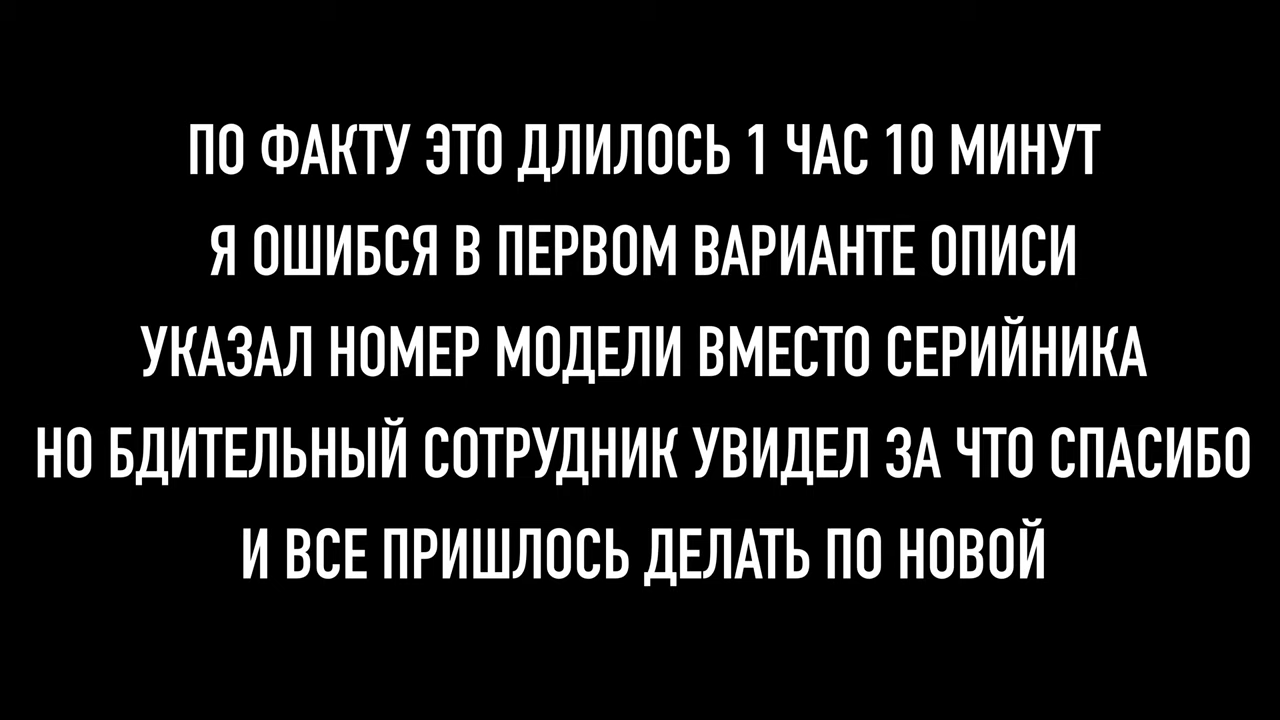 ПО ФАКТУ ЭТО ДЛИЛОСЬ 1 ЧАС 10 МИНУТ
Я ОШИБСЯ В ПЕРВОМ ВАРИАНТЕ ОПИСИ
УКАЗАЛ НОМЕР МОДЕЛИ ВМЕСТО СЕРИЙНИКА
НО БДИТЕЛЬНЫЙ СОТРУДНИК УВИДЕЛ ЗА ЧТО СПАСИБО
И ВСЕ ПРИШЛОСЬ ДЕЛАТЬ ПО НОВОЙ